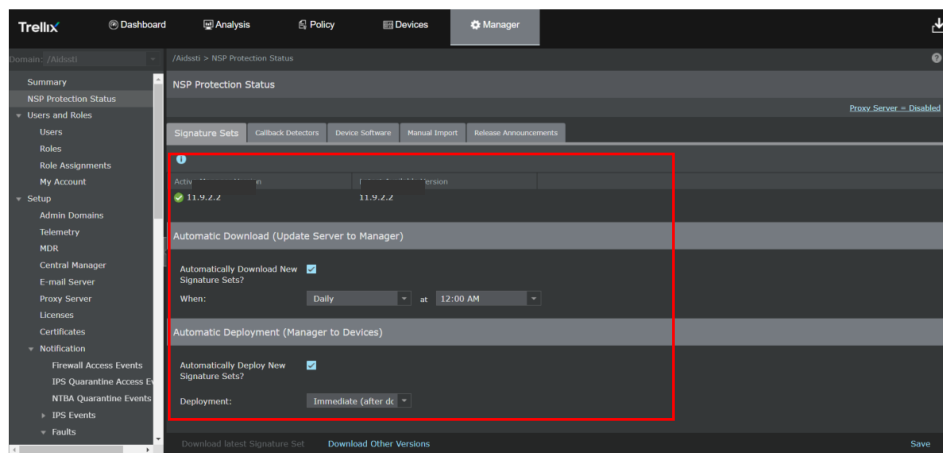 Trellix Dashboard Analysis Policy Devices Manager
Domain: /Aidssti
/Aidssti > NSP Protection Status
Summary
NSP Protection Status
Users and Roles
Users
Roles
Role Assignments
My Account
Setup
Admin Domains
Telemetry
MDR
Central Manager
E-mail Server
Proxy Server
Licenses
Certificates
Notification
Firewall Access Events
IPS Quarantine Access Ev
NTBA Quarantine Events
IPS Events
Faults
NSP Protection Status
Proxy Server = Disabled
Signature Sets Callback Detectors Device Software Manual Import Release Announcements
11.9.2.2 11.9.2.2
Automatic Download (Update Server to Manager)
Automatically Download New
Signature Sets?
When: Daily at 12:00 AM
Automatic Deployment (Manager to Devices)
Automatically Deploy New
Signature Sets?
Deployment: Immediate (after dc
Download latest Signature Set Download Other Versions Save